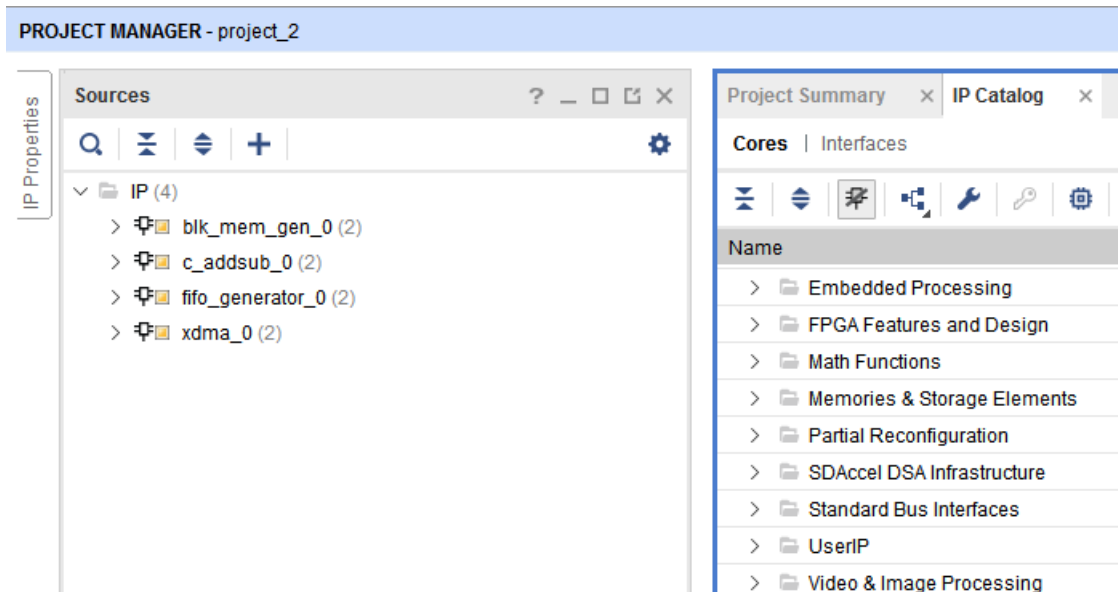 PROJECT MANAGER - project_2
IP Properties
Sources
?
IP (4)
blk_mem_gen_0 (2)
c_addsub_0 (2)
fifo_generator_0 (2)
xdma_0 (2)
Project Summary
IP Catalog
Cores | Interfaces
Name
Embedded Processing
FPGA Features and Design
Math Functions
Memories & Storage Elements
Partial Reconfiguration
SDAccel DSA Infrastructure
Standard Bus Interfaces
UserIP
Video & Image Processing